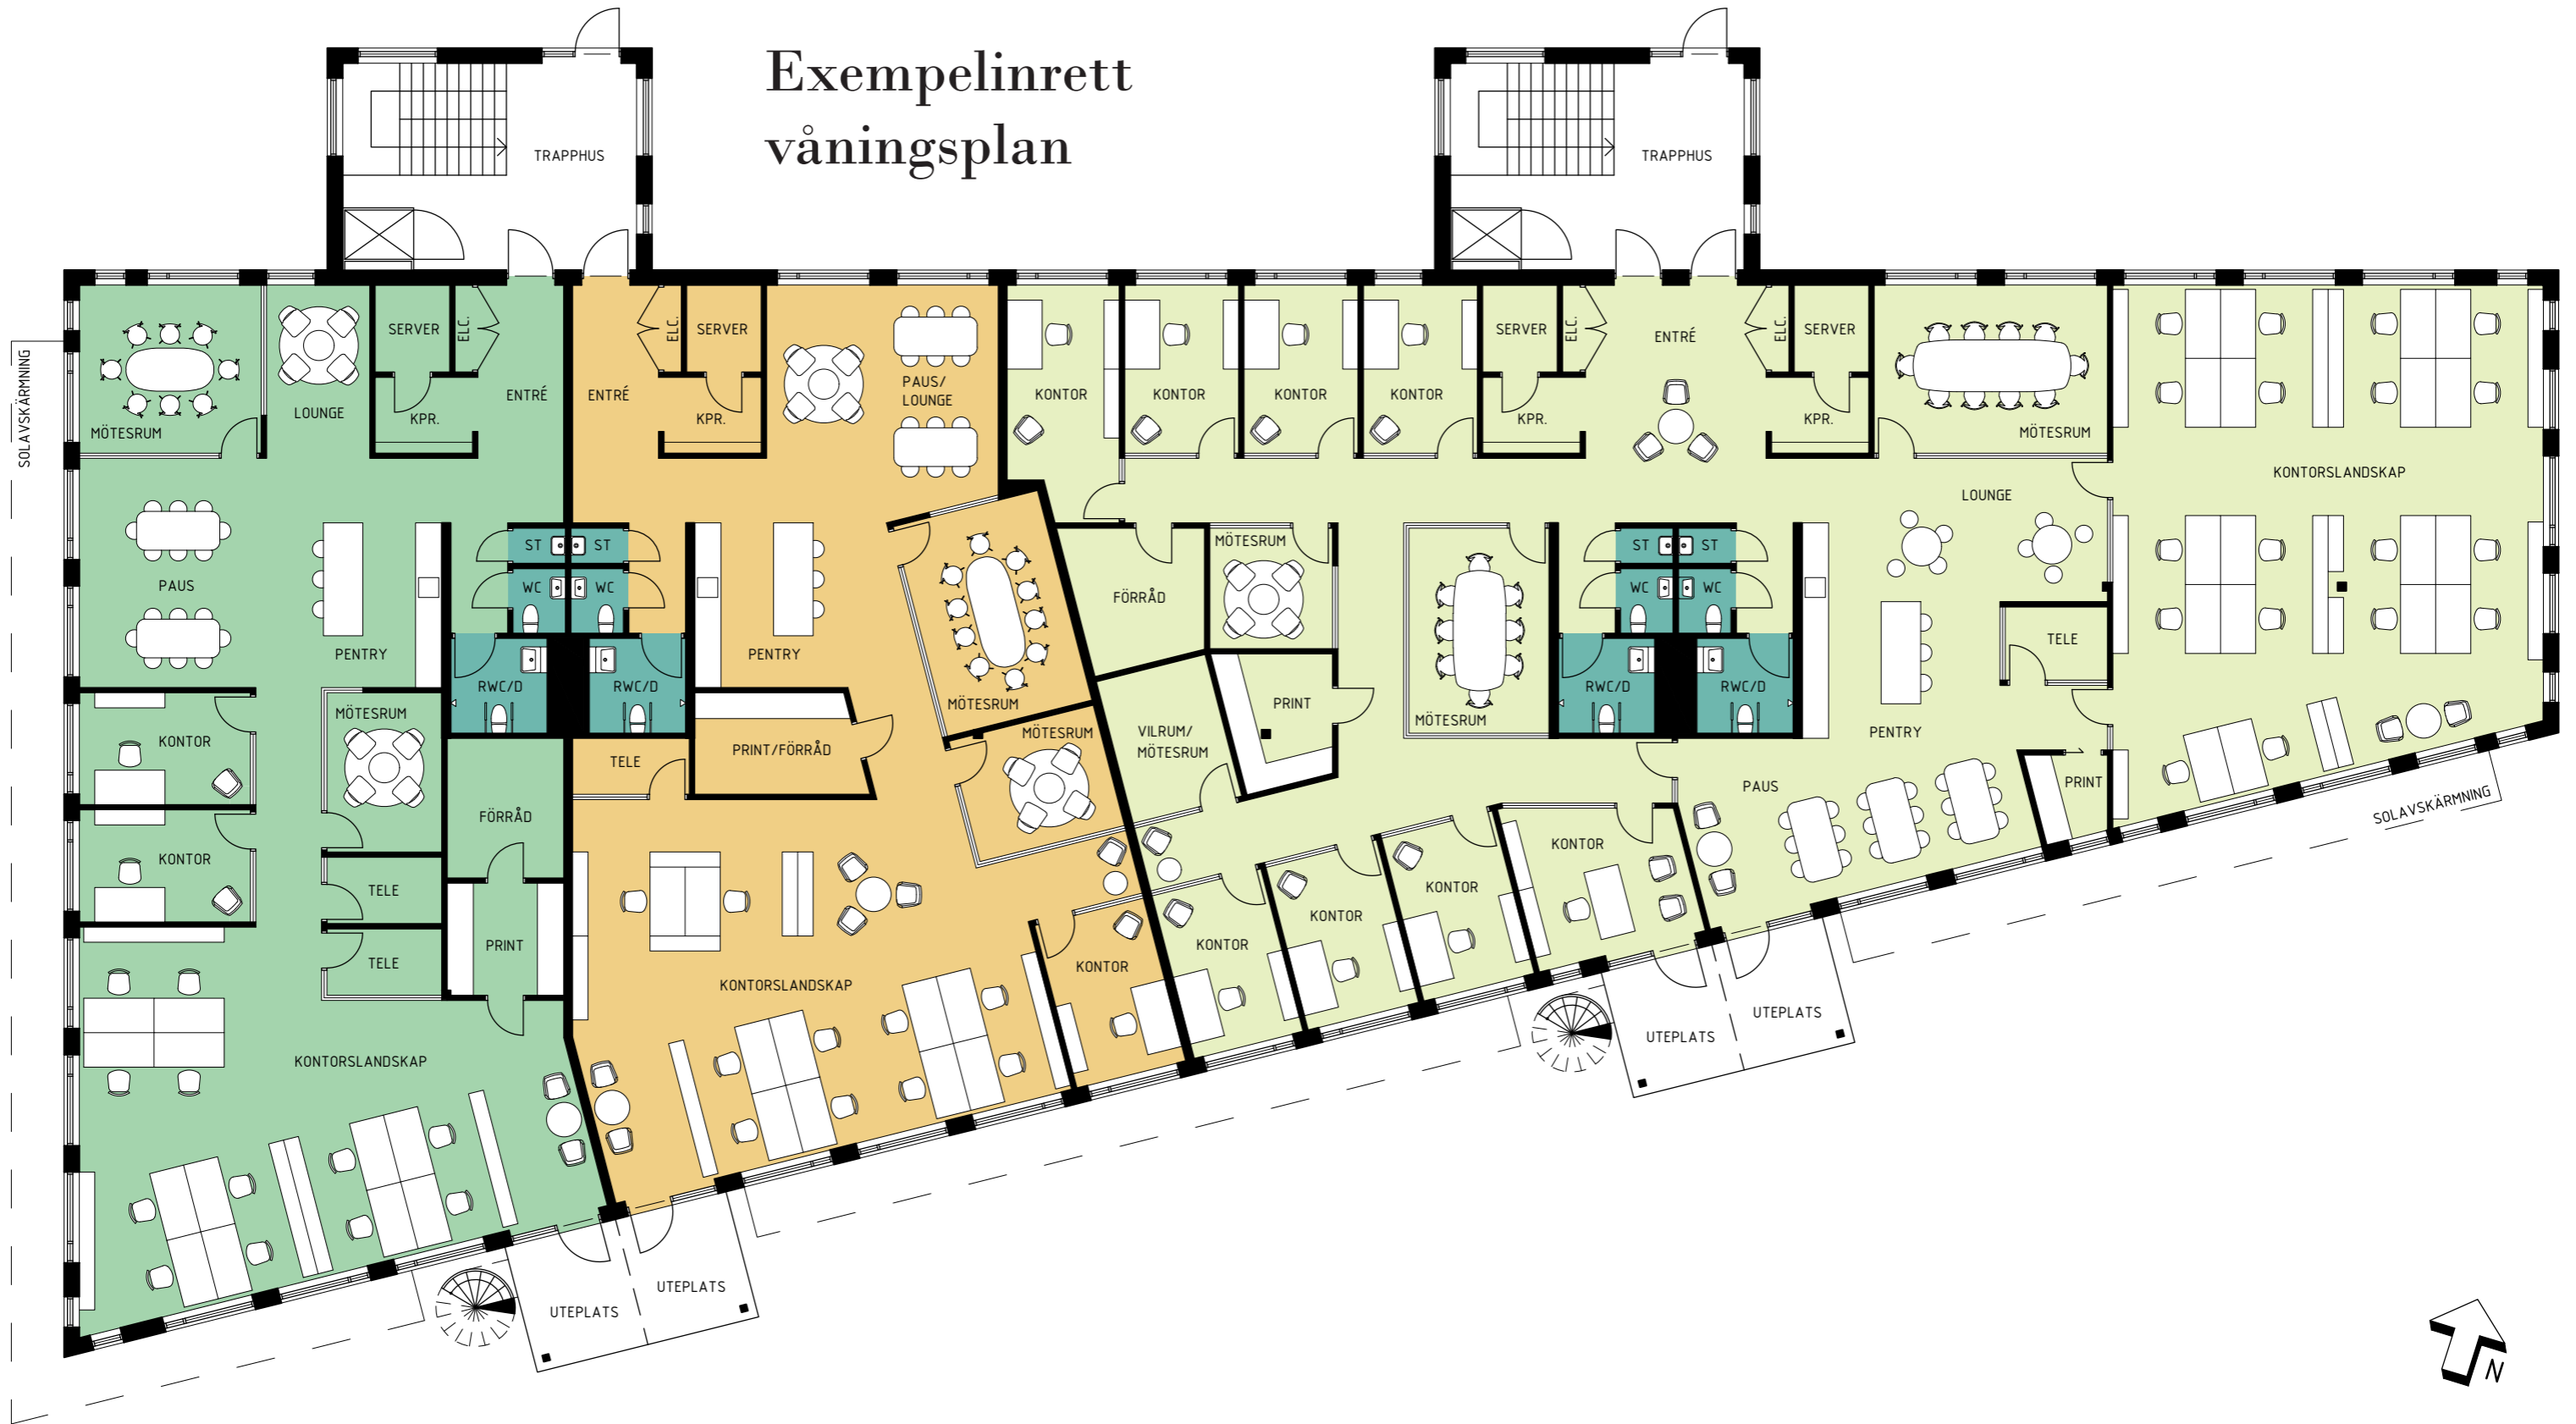 Exempelinrett
våningsplan
TRAPPHUS
TRAPPHUS
SOLAVSKÄRMNING
MÖTESRUM
LOUNGE
SERVER
ELC.
KPR.
ENTRÉ
PAUS
PENTRY
ST
WC
RWC/D
KONTOR
KONTOR
MÖTESRUM
FÖRRÅD
TELE
TELE
PRINT
KONTORSLANDSKAP
UTEPLATS
ENTRÉ
ELC.
SERVER
KPR.
PAUS/
LOUNGE
ST
WC
RWC/D
PENTRY
MÖTESRUM
MÖTESRUM
PRINT/FÖRRÅD
TELE
KONTORSLANDSKAP
KONTOR
UTEPLATS
KONTOR
KONTOR
KONTOR
KONTOR
SERVER
ELC.
KPR.
ENTRÉ
ELC.
SERVER
KPR.
MÖTESRUM
KONTORSLANDSKAP
LOUNGE
FÖRRÅD
MÖTESRUM
MÖTESRUM
ST
ST
WC
WC
RWC/D
RWC/D
TELE
PENTRY
VILRUM/
MÖTESRUM
PRINT
PAUS
PRINT
SOLAVSKÄRMNING
KONTOR
KONTOR
KONTOR
KONTOR
UTEPLATS
UTEPLATS
N